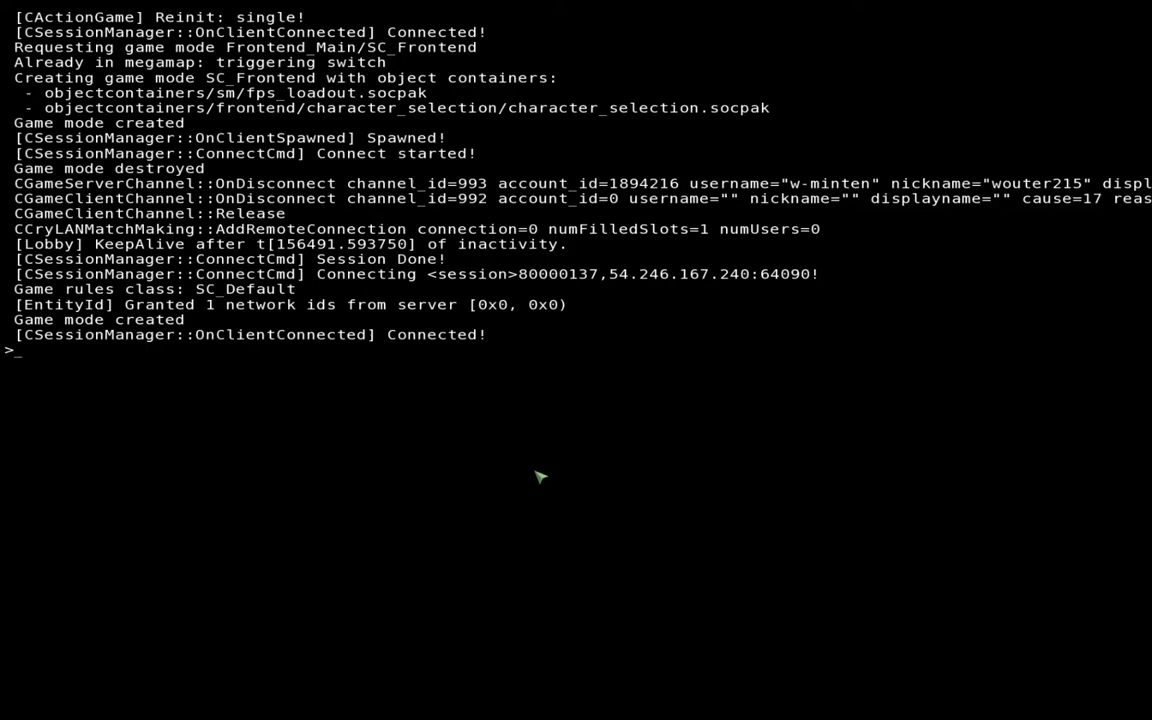 [CActionGame] Reinit: single!
[CSessionManager::OnClientConnected] Connected!
Requesting game mode Frontend_Main/SC_Frontend
Already in megamap: triggering switch
Creating game mode SC_Frontend with object containers:
- objectcontainers/sm/fps_loadout.socpak
- objectcontainers/frontend/character_selection/character_selection.socpak
Game mode created
[CSessionManager::OnClientSpawned] Spawned!
[CSessionManager::ConnectCmd] Connect started!
Game mode destroyed
CGameServerChannel::OnDisconnect channel_id=993 account_id=1894216 username="w-minten" nickname="wouter215" displ
CGameClientChannel::OnDisconnect channel_id=992 account_id=0 username="" nickname="" displayname="" cause=17 reas
CGameClientChannel::Release
CCryLANMatchMaking::AddRemoteConnection connection=0 numFilledSlots=1 numUsers=0
[Lobby] KeepAlive after t[156491.593750] of inactivity.
[CSessionManager::ConnectCmd] Session Done!
[CSessionManager::ConnectCmd] Connecting <session>80000137,54.246.167.240:64090!
Game rules class: SC_Default
[EntityId] Granted 1 network ids from server [0x0, 0x0)
Game mode created
[CSessionManager::OnClientConnected] Connected!
>_